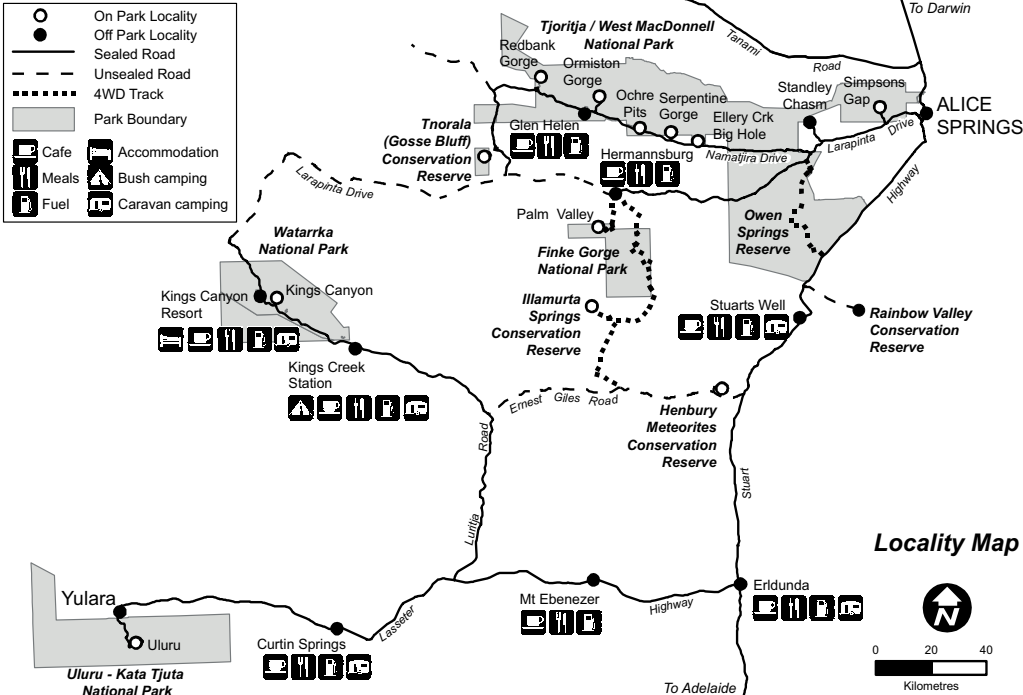 On Park Locality
Off Park Locality
Sealed Road
Unsealed Road
4WD Track
Park Boundary
Cafe
Accommodation
Meals
Bush camping
Fuel
Caravan camping
To Darwin
Tjoritja / West MacDonnell
National Park
Tanami
Road
Redbank
Gorge
Ormiston
Gorge
Ochre
Pits
Serpentine
Gorge
Ellery Crk
Big Hole
Standley
Chasm
Simpsons
Gap
ALICE
SPRINGS
Glen Helen
Tnorala
(Gosse Bluff)
Conservation
Reserve
Hermannsburg
Namatjira Drive
Larapinta
Drive
Larapinta Drive
Highway
Palm Valley
Owen
Springs
Reserve
Watarrka
National Park
Finke Gorge
National Park
Kings Canyon
Resort
Kings Canyon
Illamurta
Springs
Conservation
Reserve
Stuarts Well
Rainbow Valley
Conservation
Reserve
Kings Creek
Station
Ernest Giles Road
Henbury
Meteorites
Conservation
Reserve
Road
Luritja
Stuart
Locality Map
N
0 20 40
Kilometres
Yulara
Uluru
Uluru - Kata Tjuta
National Park
Curtin Springs
Lasseter
Mt Ebenezer
Highway
Erldunda
To Adelaide